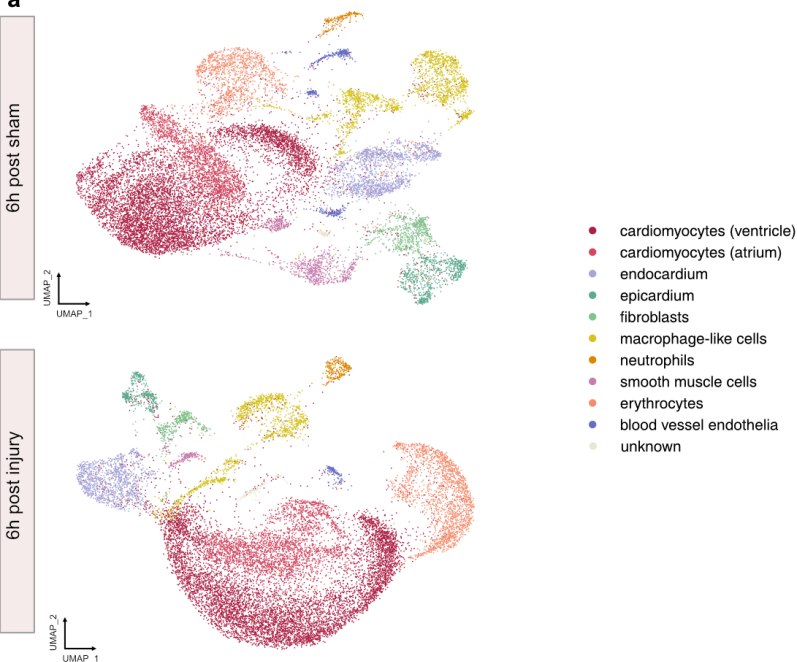 a
6h post sham
UMAP_2
UMAP_1
cardiomyocytes (ventricle)
cardiomyocytes (atrium)
endocardium
epicardium
fibroblasts
macrophage-like cells
neutrophils
smooth muscle cells
erythrocytes
blood vessel endothelia
unknown
6h post injury
UMAP_2
UMAP_1